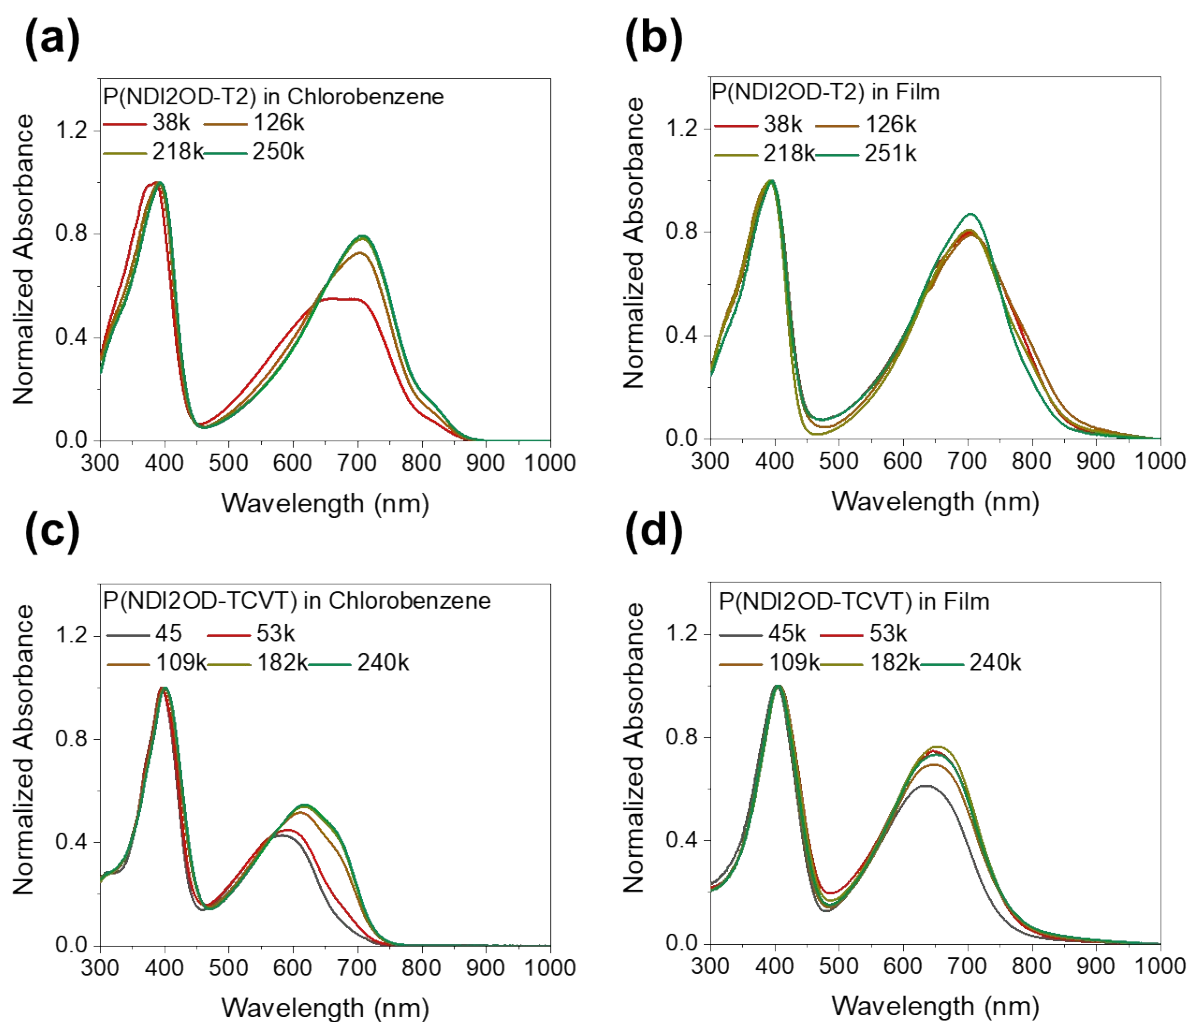 (a)
P(NDI2OD-T2) in Chlorobenzene
38k 126k
218k 250k
Normalized Absorbance
1.2
0.8
0.4
0.0
300 400 500 600 700 800 900 1000
Wavelength (nm)
(b)
P(NDI2OD-T2) in Film
38k 126k
218k 251k
Normalized Absorbance
1.2
0.8
0.4
0.0
300 400 500 600 700 800 900 1000
Wavelength (nm)
(c)
P(NDI2OD-TCVT) in Chlorobenzene
45 53k
109k 182k 240k
Normalized Absorbance
1.2
0.8
0.4
0.0
300 400 500 600 700 800 900 1000
Wavelength (nm)
(d)
P(NDI2OD-TCVT) in Film
45k 53k
109k 182k 240k
Normalized Absorbance
1.2
0.8
0.4
0.0
300 400 500 600 700 800 900 1000
Wavelength (nm)